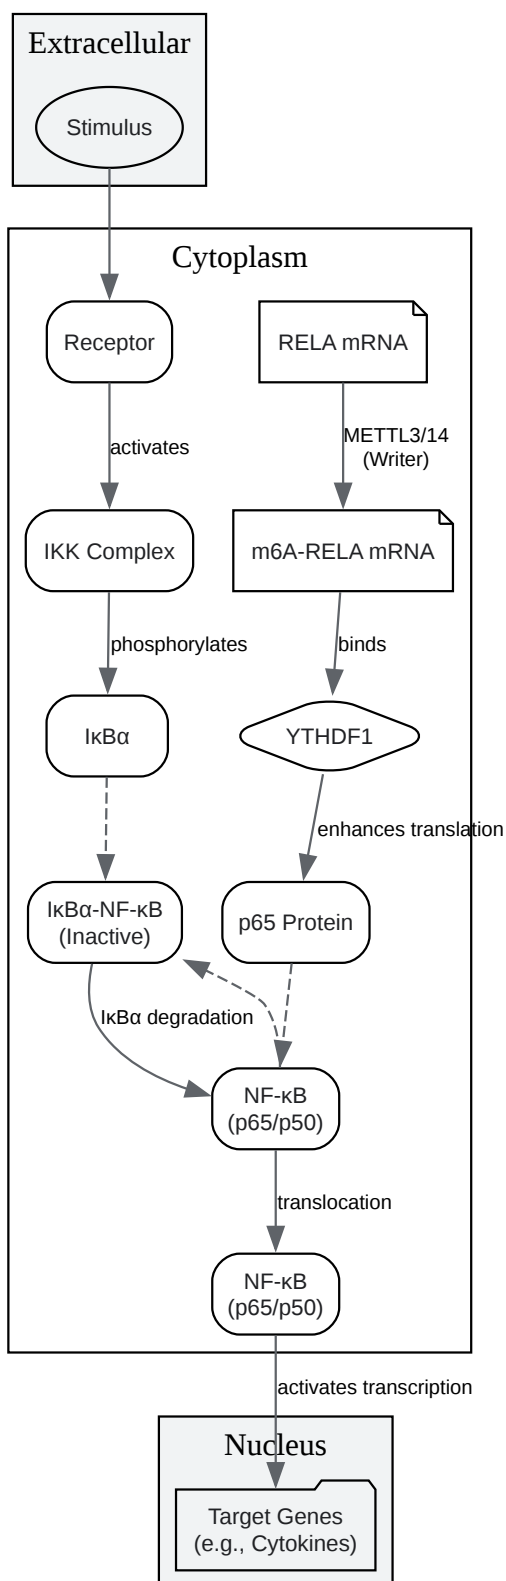 Extracellular
Stimulus
Cytoplasm
Receptor
RELA mRNA
activates
METTL3/14
(Writer)
IKK Complex
m6A-RELA mRNA
phosphorylates
binds
IκBα
YTHDF1
enhances translation
IκBα-NF-κB
(Inactive)
p65 Protein
IκBα degradation
NF-κB
(p65/p50)
translocation
NF-κB
(p65/p50)
activates transcription
Nucleus
Target Genes
(e.g., Cytokines)